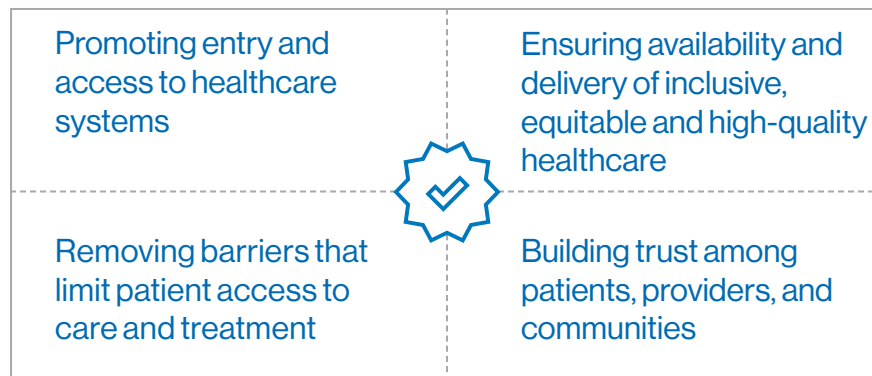 Promoting entry and
access to healthcare
systems
Ensuring availability and
delivery of inclusive,
equitable and high-quality
healthcare
Removing barriers that
limit patient access to
care and treatment
Building trust among
patients, providers, and
communities